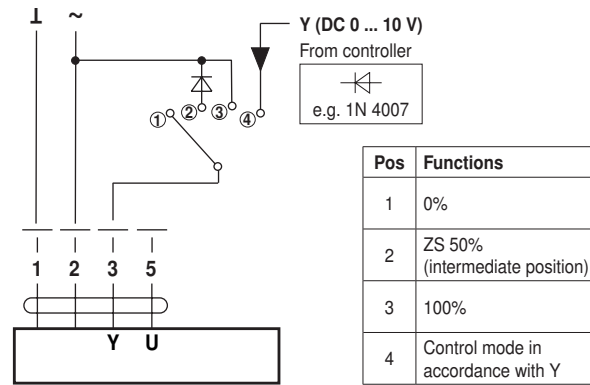 ⊥ ~
Y (DC 0 ... 10 V)
From controller
e.g. 1N 4007
① ② ③ ④
Pos Functions
1 0%
2 ZS 50%
(intermediate position)
3 100%
4 Control mode in
accordance with Y
1 2 3 5
Y U